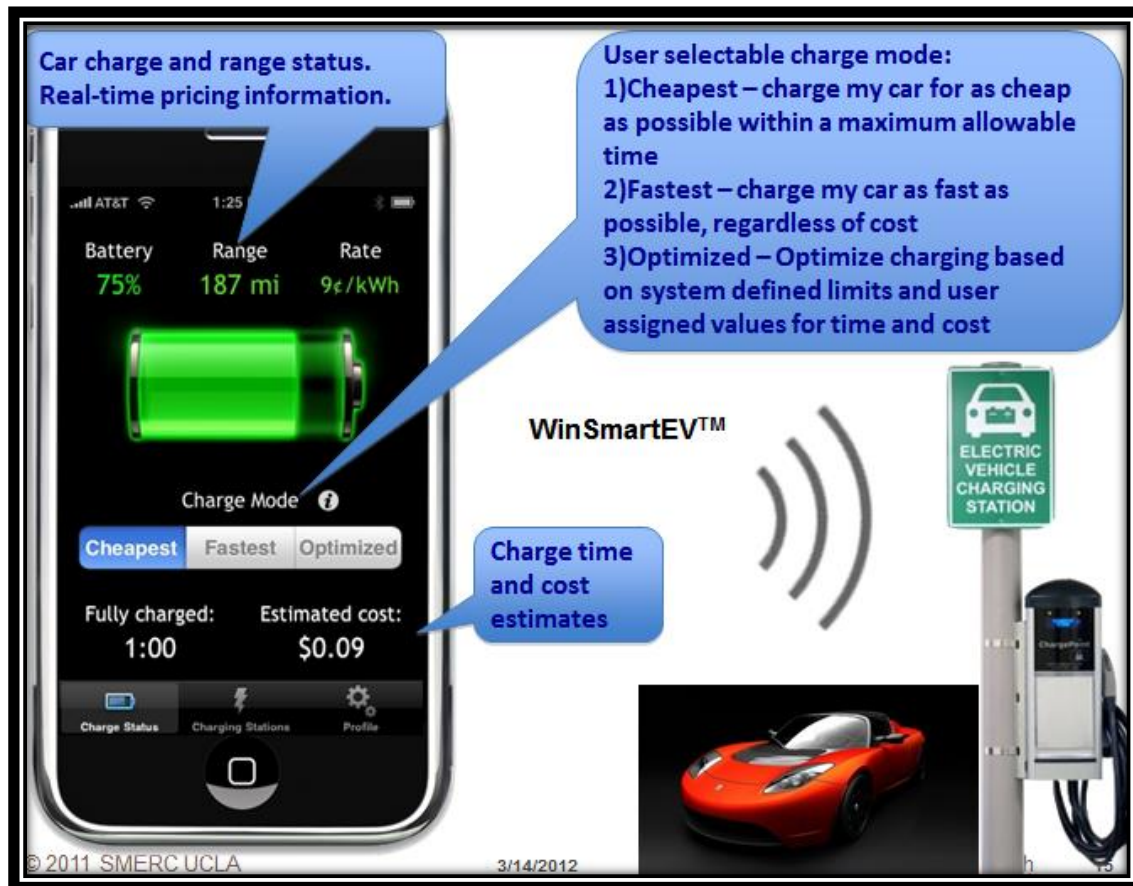 Car charge and range status.
Real-time pricing information.
User selectable charge mode:
1)Cheapest – charge my car for as cheap
as possible within a maximum allowable
time
2)Fastest – charge my car as fast as
possible, regardless of cost
3)Optimized – Optimize charging based
on system defined limits and user
assigned values for time and cost
AT&T 1:25
Battery Range Rate
75% 187 mi 9¢/kWh
WinSmartEV™
ELECTRIC
VEHICLE
CHARGING
STATION
Charge Mode i
Cheapest Fastest Optimized
Charge time
and cost
estimates
Fully charged: Estimated cost:
1:00 $0.09
ChargePoint
Charge Status Charging Stations Profile
© 2011 SMERC UCLA 3/14/2012 h 15